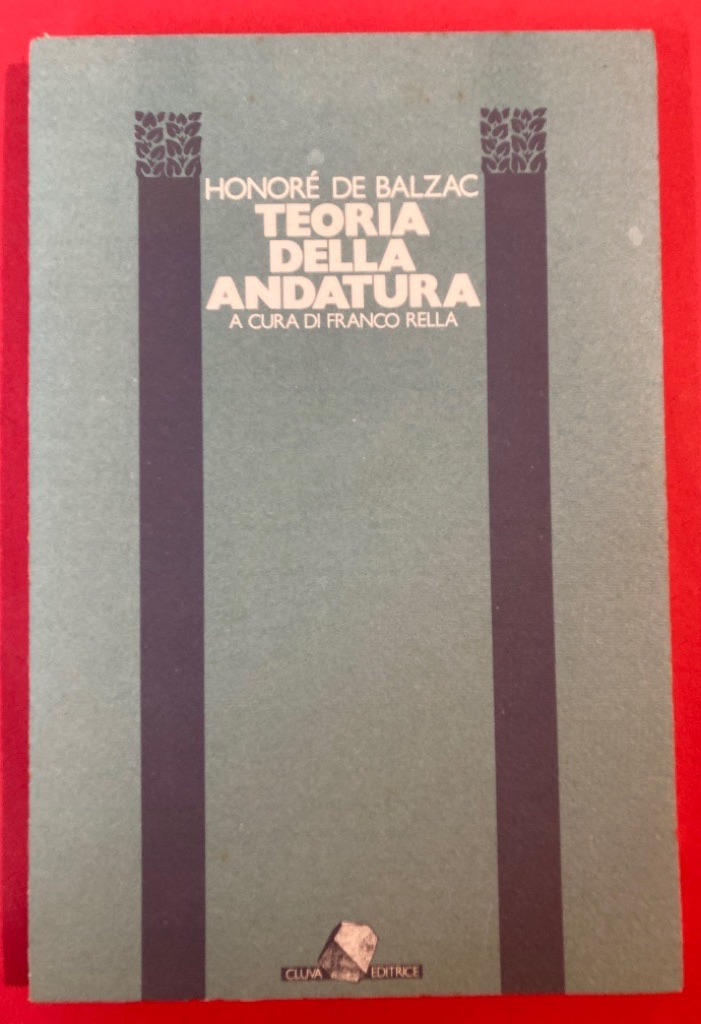 HONORÉ DE BALZAC
TEORIA
DELLA
ANDATURA
A CURA DI FRANCO RELLA
CLUVA EDITRICE